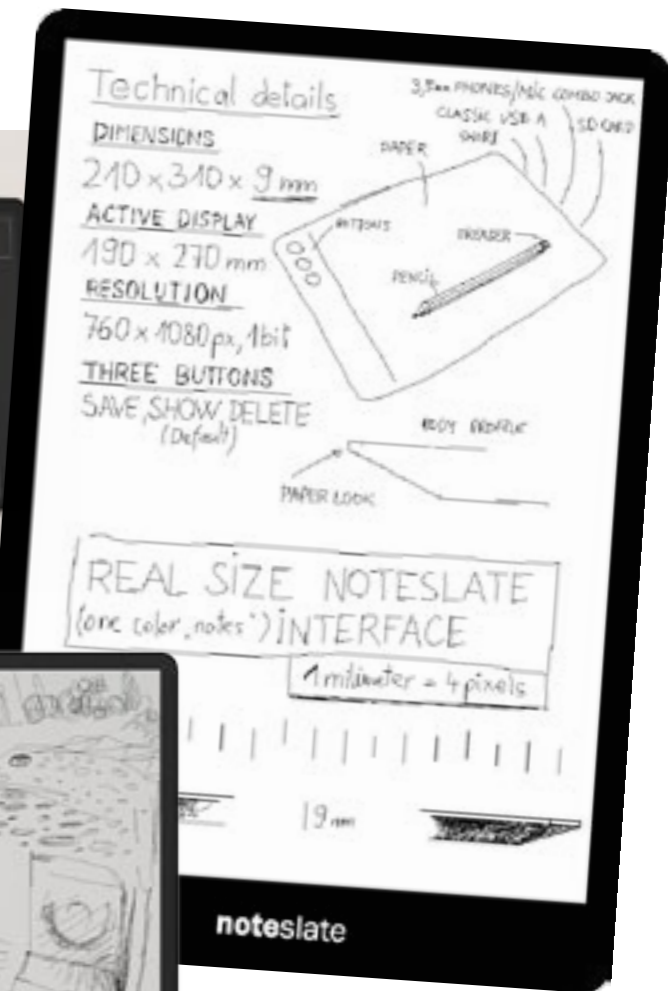 Technical details
DIMENSIONS
210 x 310 x 9 mm
ACTIVE DISPLAY
190 x 270 mm
RESOLUTION
760 x 1080 px, 1bit
THREE BUTTONS
SAVE, SHOW, DELETE
(Default)
3,5mm PHONES/MIC COMBO JACK
CLASSIC USB A
SD CARD
PAPER
BUTTONS
ERASER
PENCIL
BODY PROFILE
PAPER LOOK
REAL SIZE NOTESLATE
(one color "notes") INTERFACE
1 milimeter = 4 pixels
9 mm
noteslate